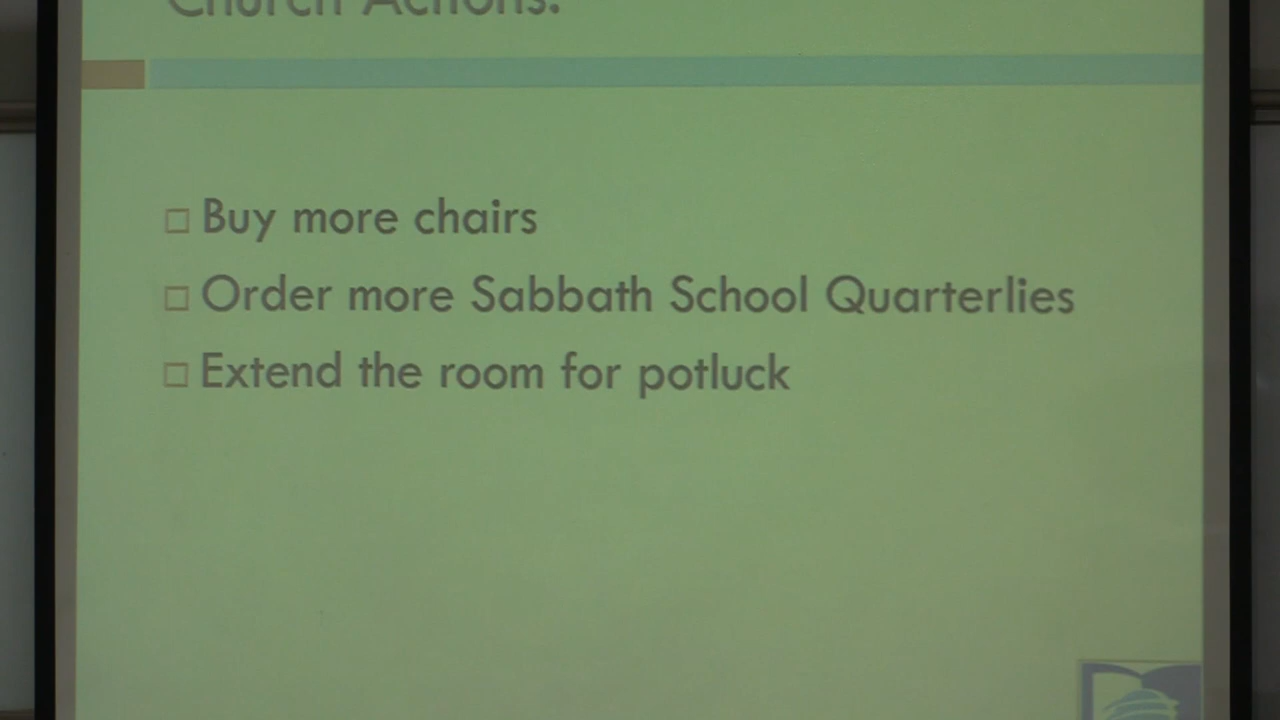 Church Actions:
Buy more chairs
Order more Sabbath School Quarterlies
Extend the room for potluck